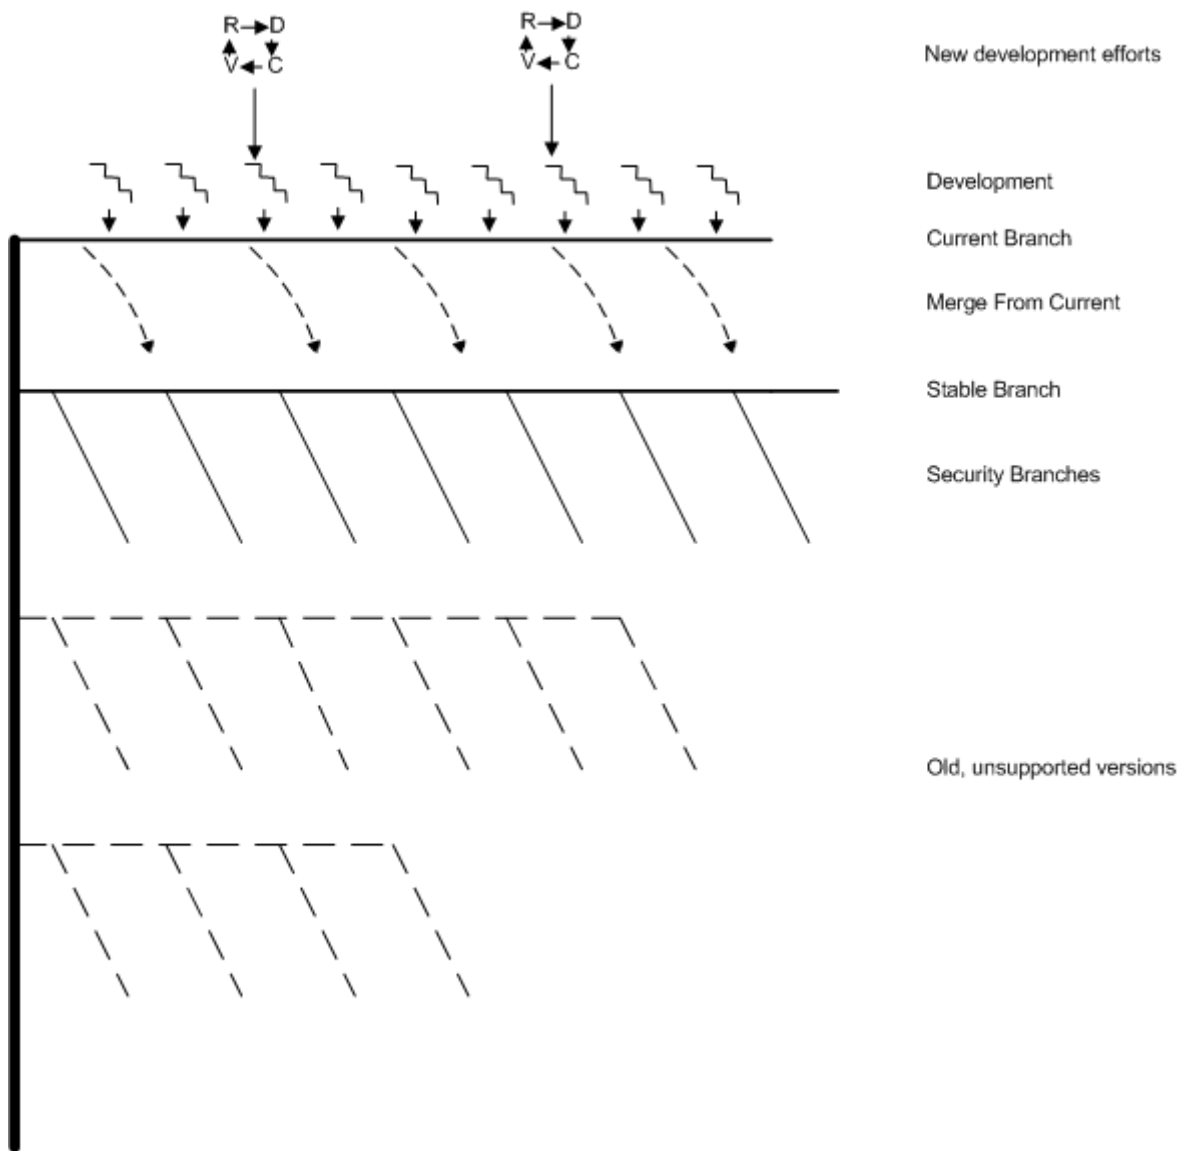 R D R D
V C V C
New development efforts
Development
Current Branch
Merge From Current
Stable Branch
Security Branches
Old, unsupported versions